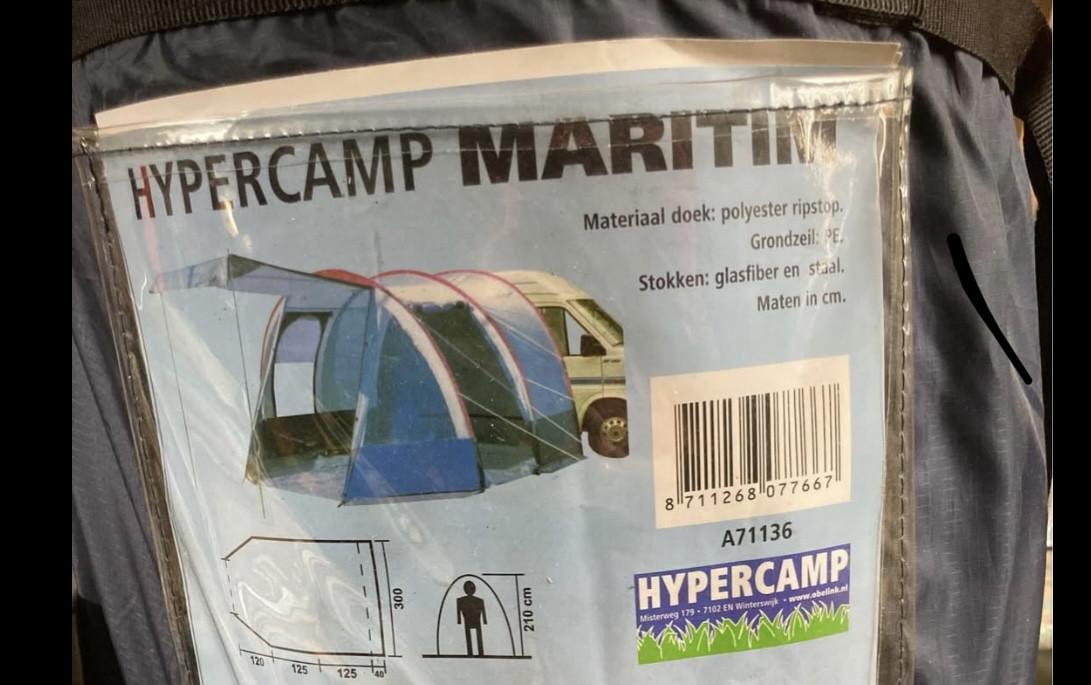 HYPERCAMP MARITIM
Materiaal doek: polyester ripstop.
Grondzeil: PE.
Stokken: glasfiber en staal.
Maten in cm.
8 711268 077667
A71136
HYPERCAMP
Misterweg 179 • 7102 EN Winterswijk - www.obelink.nl
300
210 cm
120 125 125 40